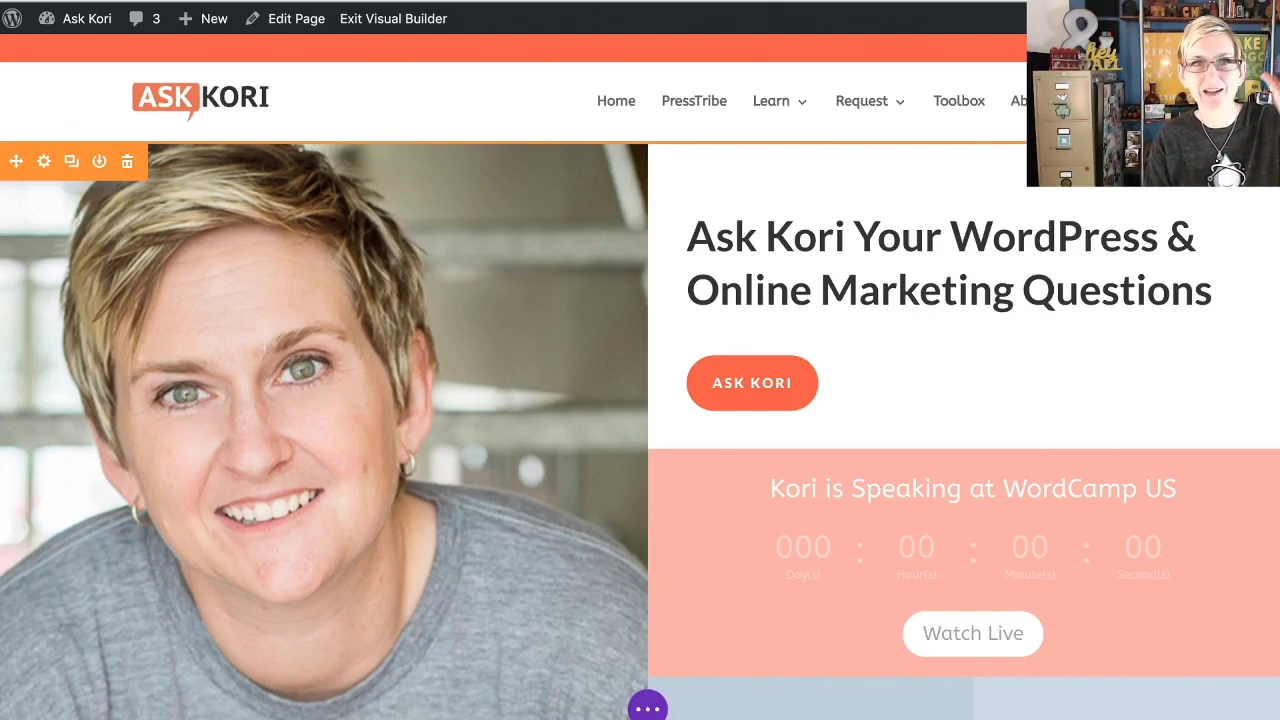 Ask Kori 3 New Edit Page Exit Visual Builder
ASK KORI
Home PressTribe Learn Request Toolbox Ab
hey
Ask Kori Your WordPress &
Online Marketing Questions
ASK KORI
Kori is Speaking at WordCamp US
000 : 00 : 00 : 00
Day(s) Hour(s) Minute(s) Second(s)
Watch Live